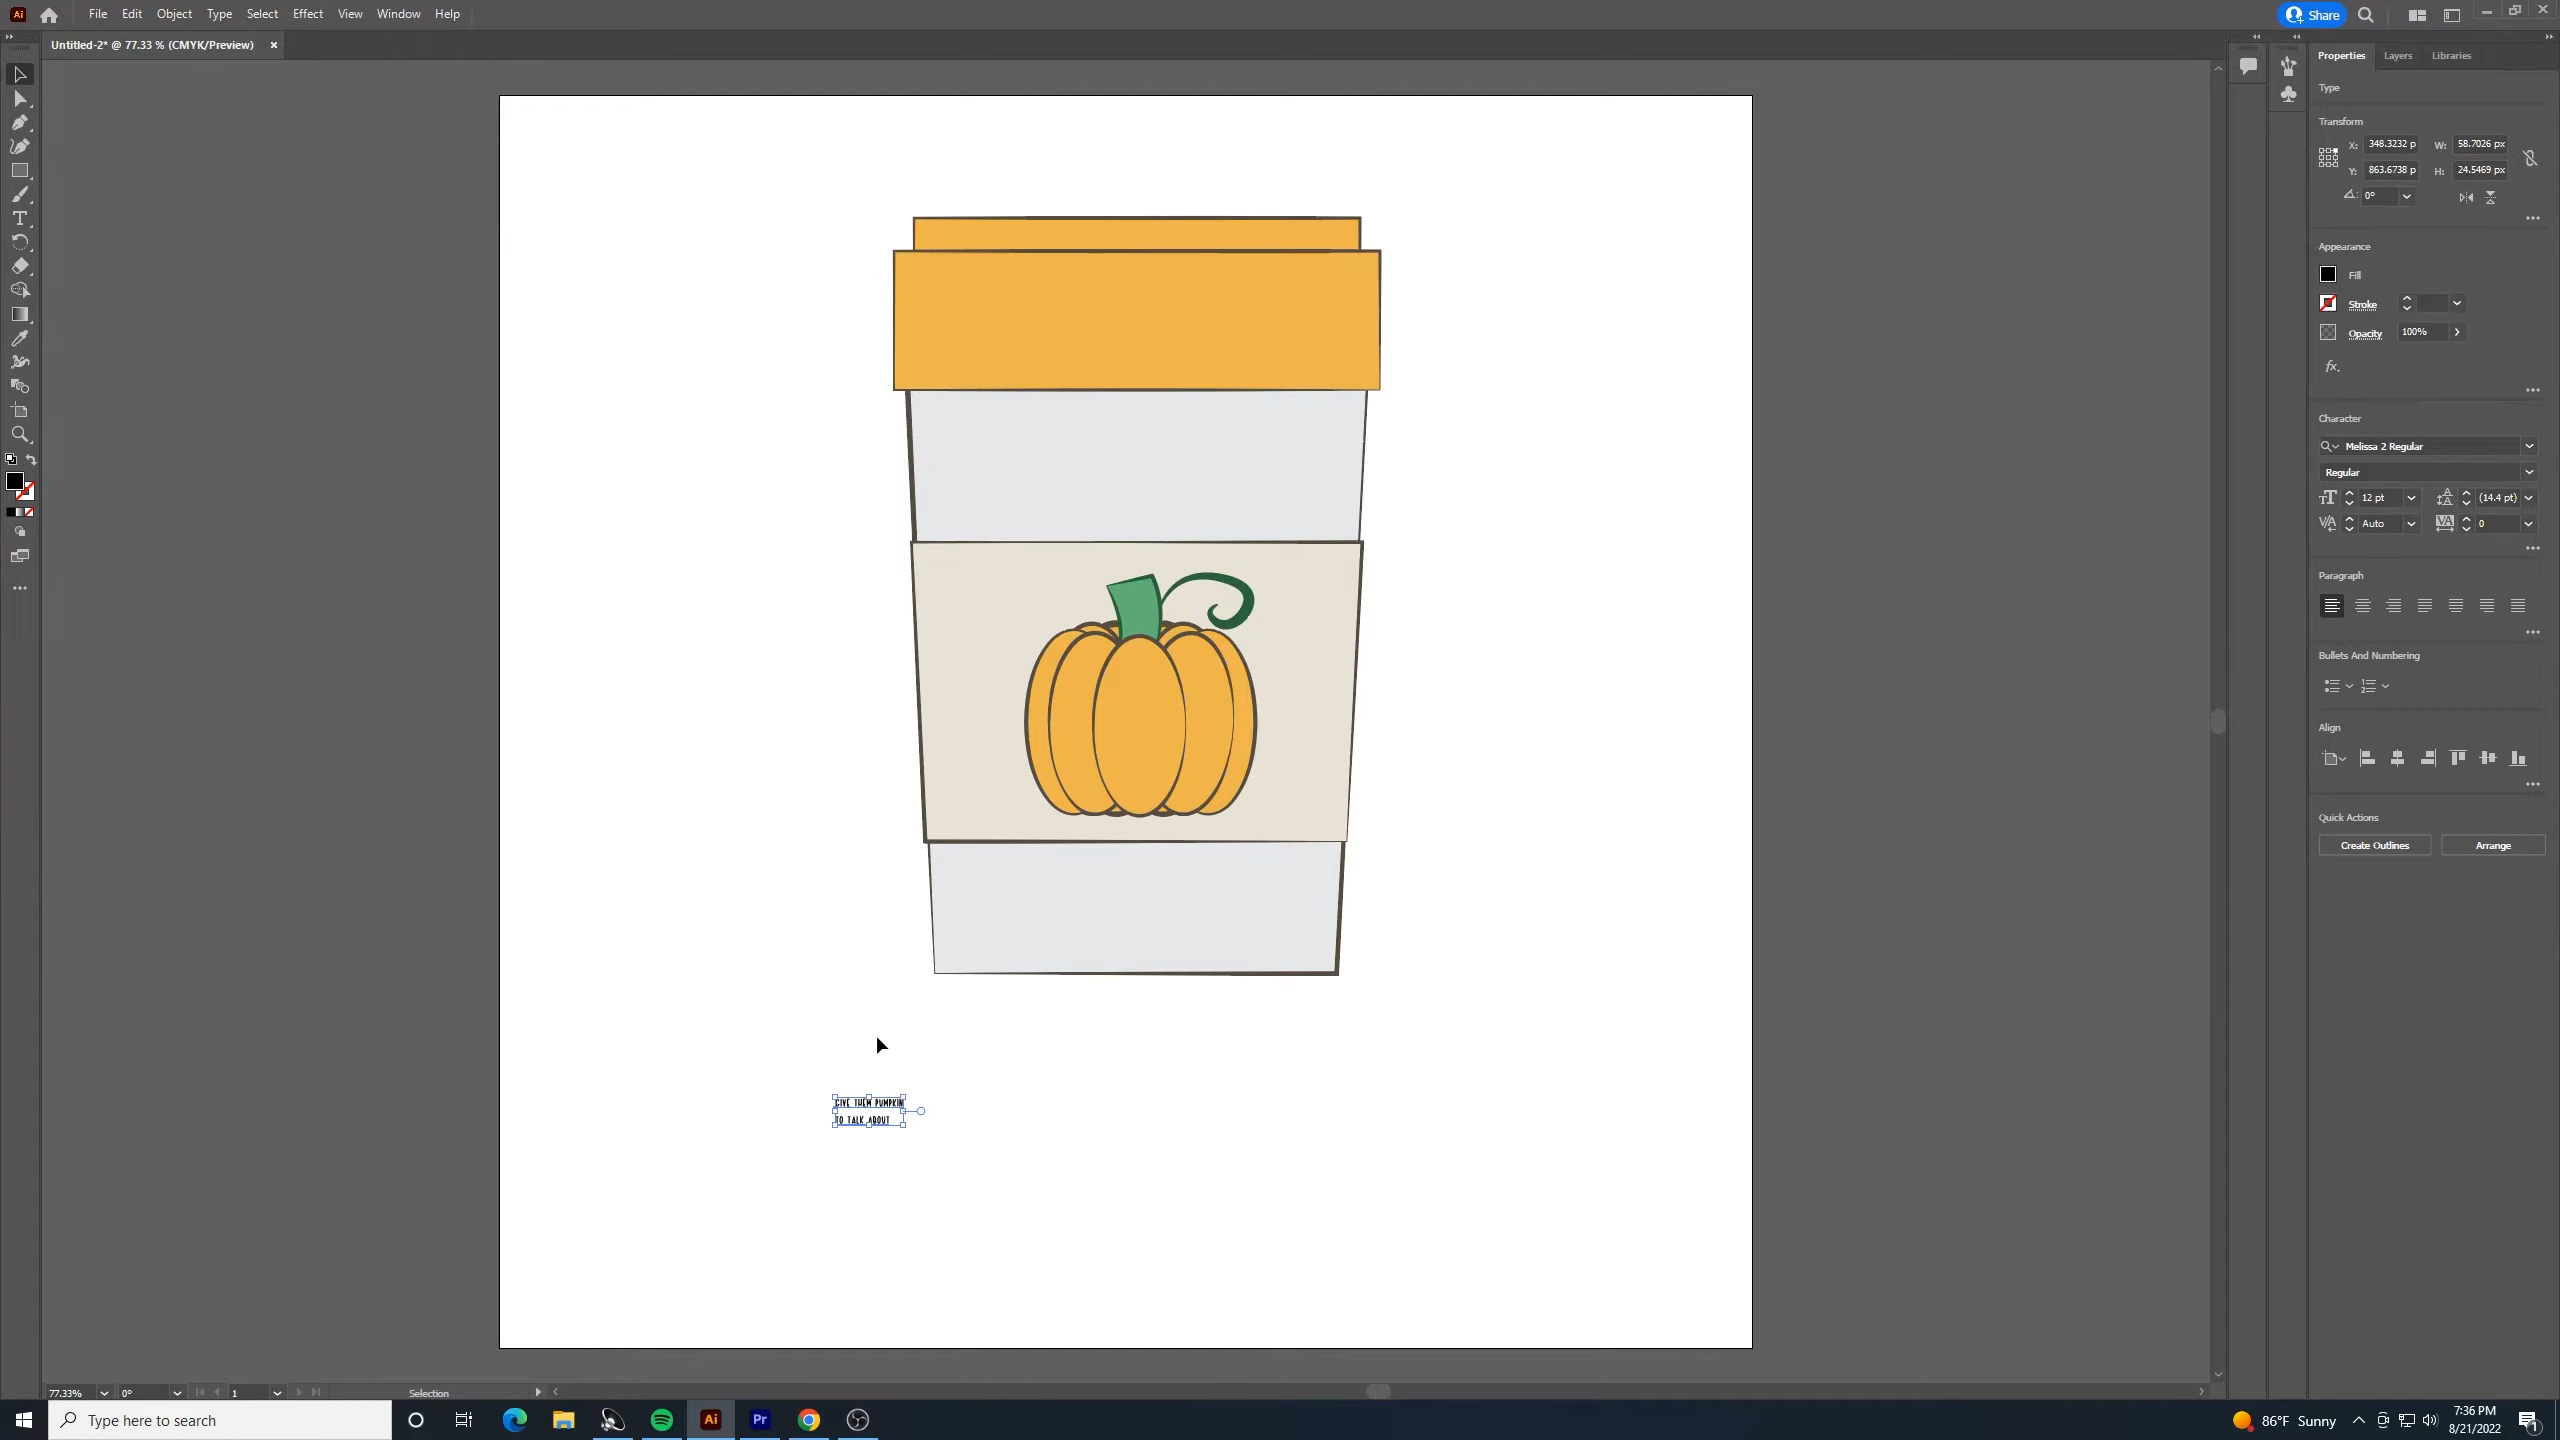 Ai File Edit Object Type Select Effect View Window Help Share
Untitled-2* @ 77.33 % (CMYK/Preview) ×
Properties Layers Libraries
Type
Transform
X: 348.3232 p W: 58.7026 px
Y: 863.6738 p H: 24.5469 px
0°
Appearance
Fill
Stroke
Opacity 100%
fx.
Character
Melissa 2 Regular
Regular
12 pt (14.4 pt)
Auto 0
Paragraph
Bullets And Numbering
Align
Quick Actions
Create Outlines Arrange
GIVE THEM PUMPKIN
TO TALK ABOUT
77.33% 0° 1 Selection
Type here to search Ai Pr 86°F Sunny 7:36 PM
8/21/2022
1